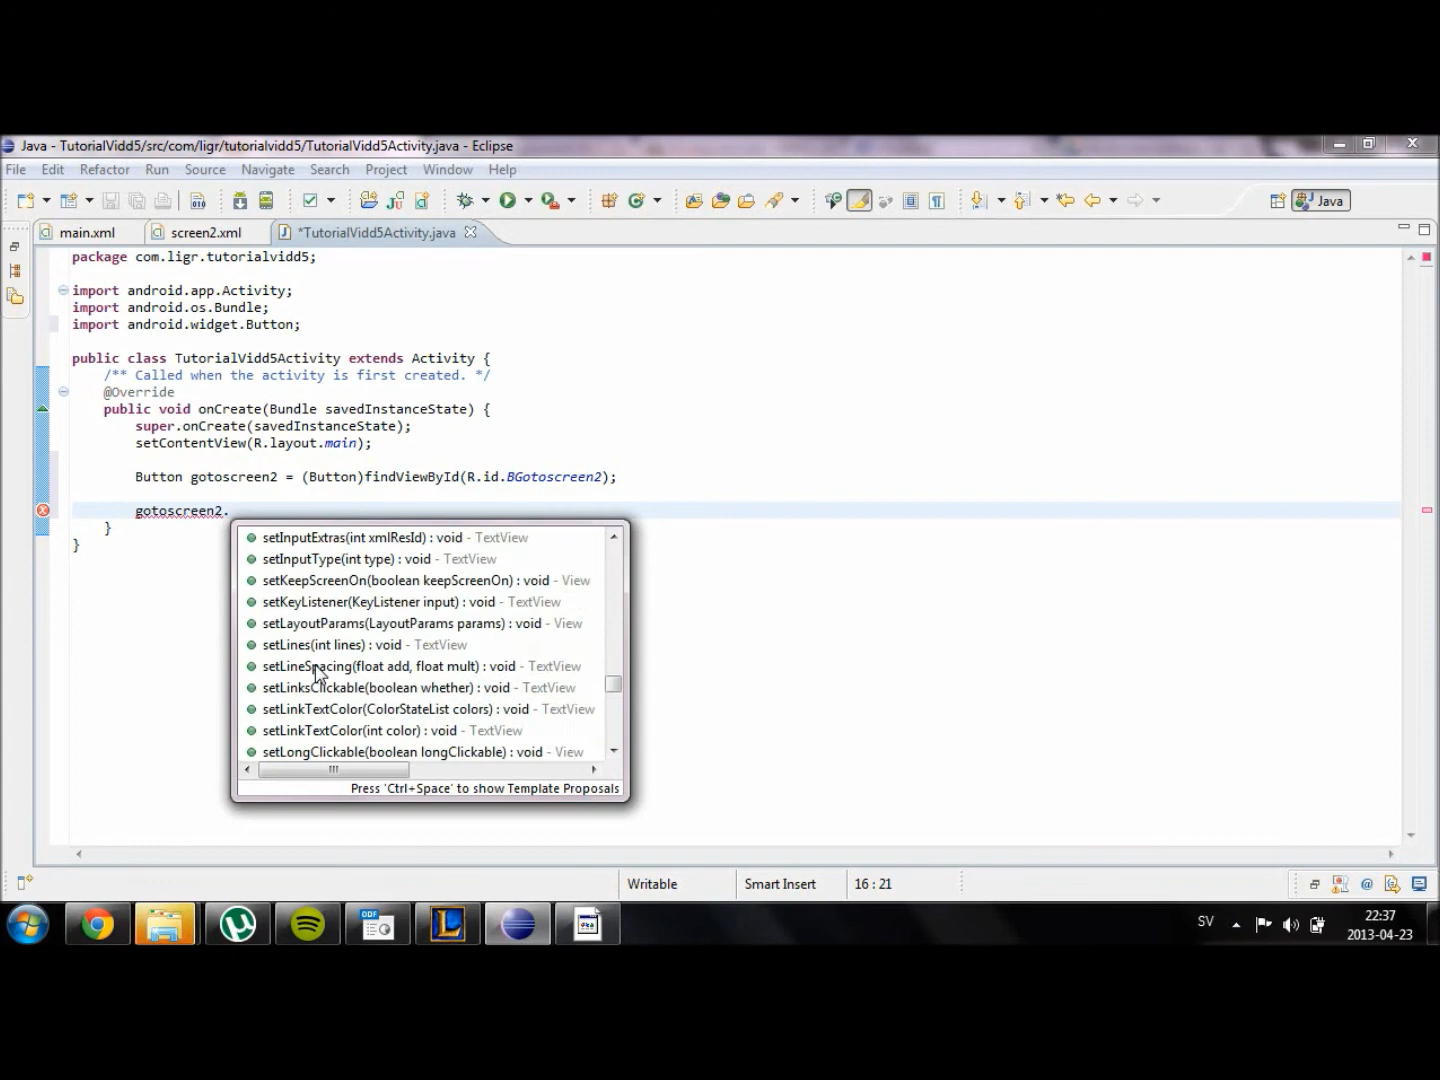 Java - TutorialVidd5/src/com/ligr/tutorialvidd5/TutorialVidd5Activity.java - Eclipse
File Edit Refactor Run Source Navigate Search Project Window Help
Java
main.xml screen2.xml *TutorialVidd5Activity.java
package com.ligr.tutorialvidd5;
import android.app.Activity;
import android.os.Bundle;
import android.widget.Button;
public class TutorialVidd5Activity extends Activity {
/** Called when the activity is first created. */
@Override
public void onCreate(Bundle savedInstanceState) {
super.onCreate(savedInstanceState);
setContentView(R.layout.main);
Button gotoscreen2 = (Button)findViewById(R.id.BGotoscreen2);
gotoscreen2.
}
}
setInputExtras(int xmlResId) : void - TextView
setInputType(int type) : void - TextView
setKeepScreenOn(boolean keepScreenOn) : void - View
setKeyListener(KeyListener input) : void - TextView
setLayoutParams(LayoutParams params) : void - View
setLines(int lines) : void - TextView
setLineSpacing(float add, float mult) : void - TextView
setLinksClickable(boolean whether) : void - TextView
setLinkTextColor(ColorStateList colors) : void - TextView
setLinkTextColor(int color) : void - TextView
setLongClickable(boolean longClickable) : void - View
Press 'Ctrl+Space' to show Template Proposals
Writable Smart Insert 16 : 21
ODF
SV
22:37
2013-04-23